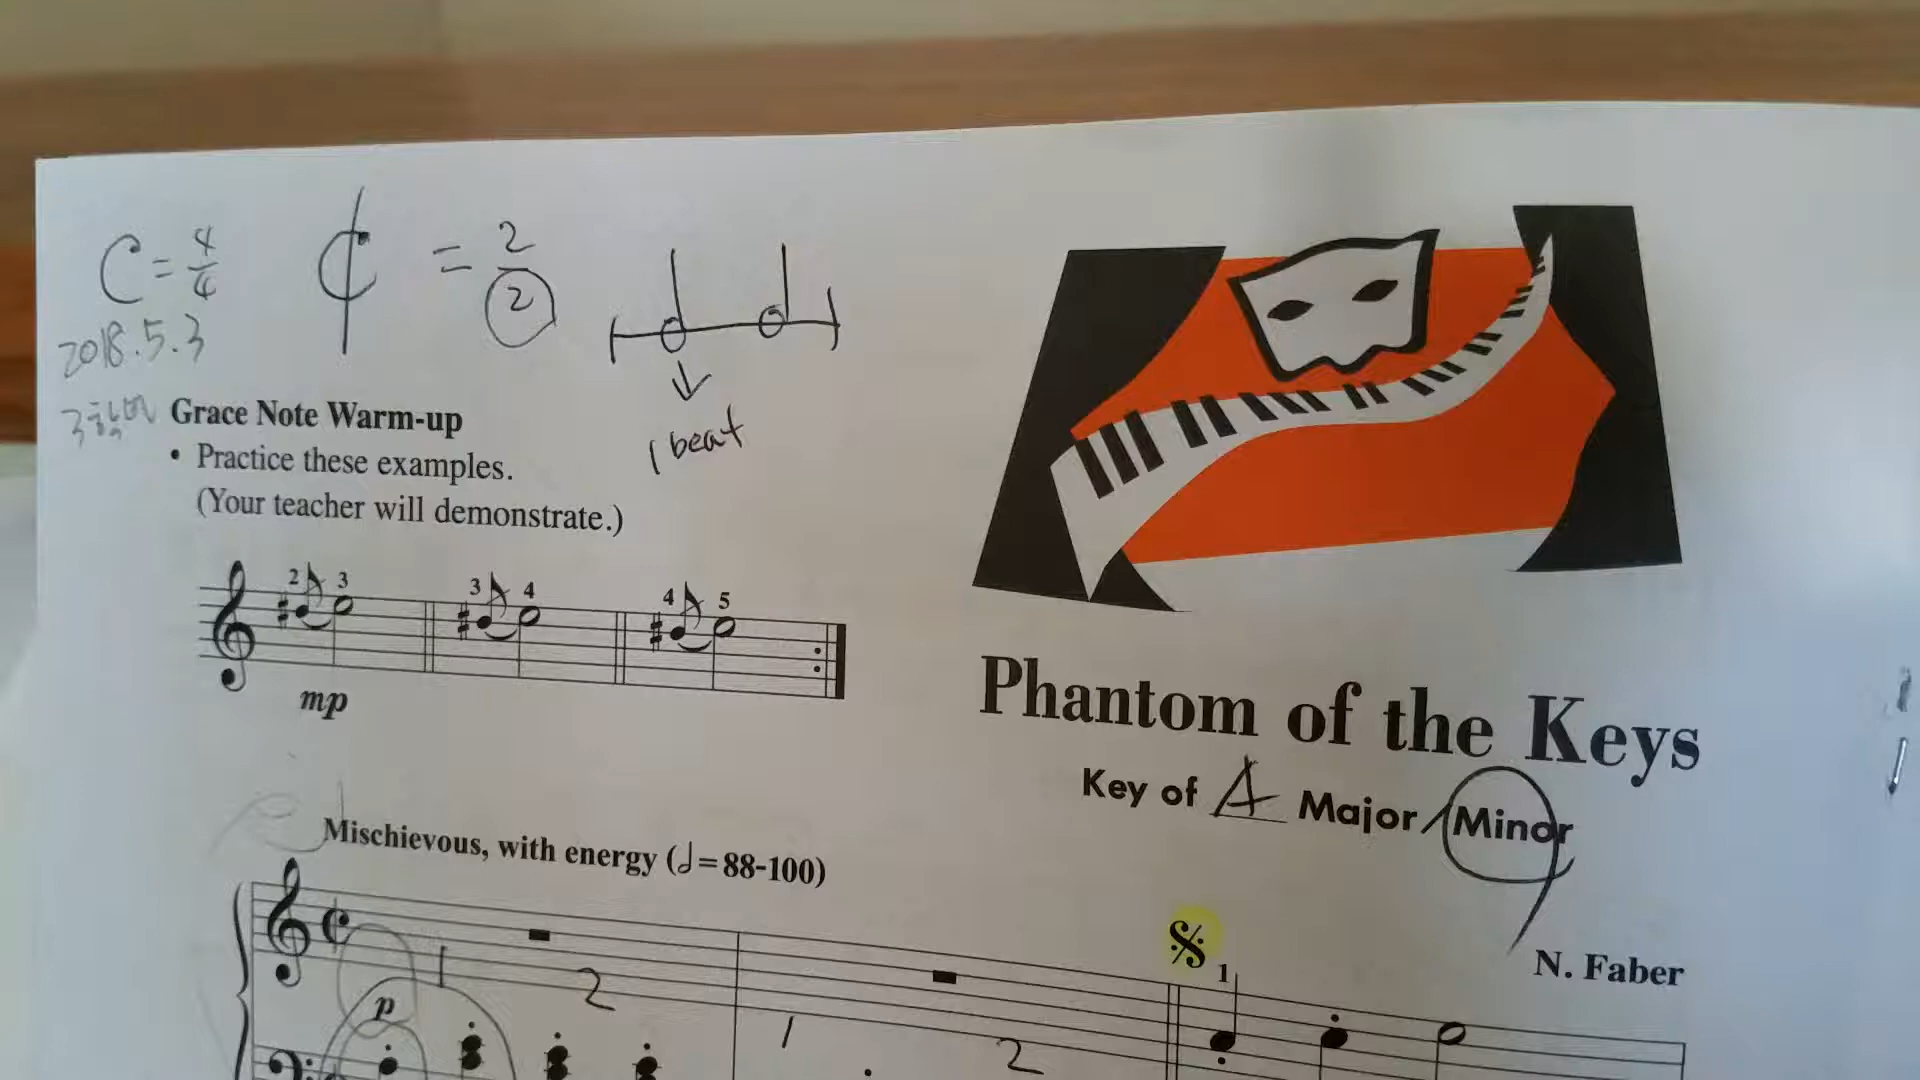 C = 4/4
¢ = 2/2
2018.5.3
1 beat
Grace Note Warm-up
• Practice these examples.
(Your teacher will demonstrate.)
2 3 3 4 4 5
mp
Phantom of the Keys
Key of A Major/Minor
Mischievous, with energy (𝅗𝅥=88-100)
N. Faber
1
p
1 2 1 2